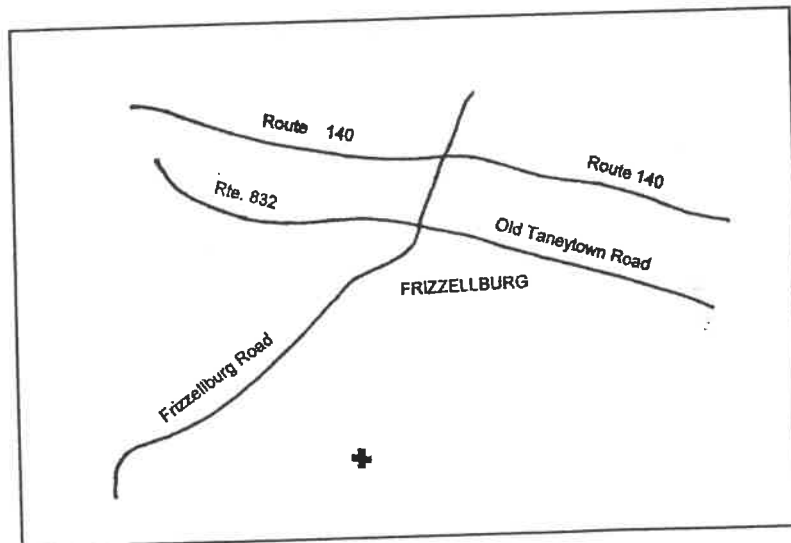 Route 140
Route 140
Rte. 832
Old Taneytown Road
FRIZZELLBURG
Frizzellburg Road